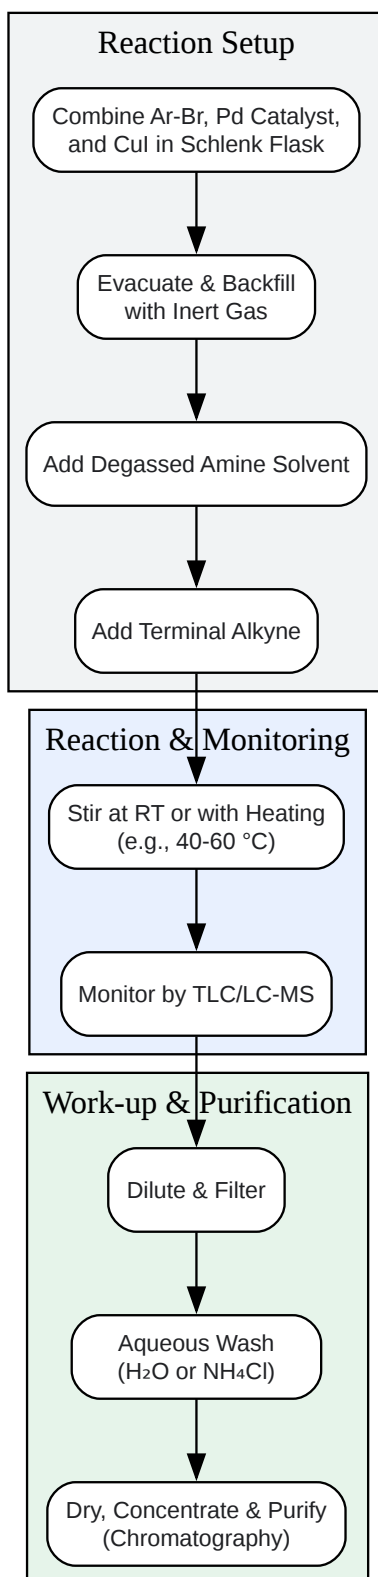 Reaction Setup
Combine Ar-Br, Pd Catalyst,
and CuI in Schlenk Flask
Evacuate & Backfill
with Inert Gas
Add Degassed Amine Solvent
Add Terminal Alkyne
Reaction & Monitoring
Stir at RT or with Heating
(e.g., 40-60 °C)
Monitor by TLC/LC-MS
Work-up & Purification
Dilute & Filter
Aqueous Wash
(H₂O or NH₄Cl)
Dry, Concentrate & Purify
(Chromatography)